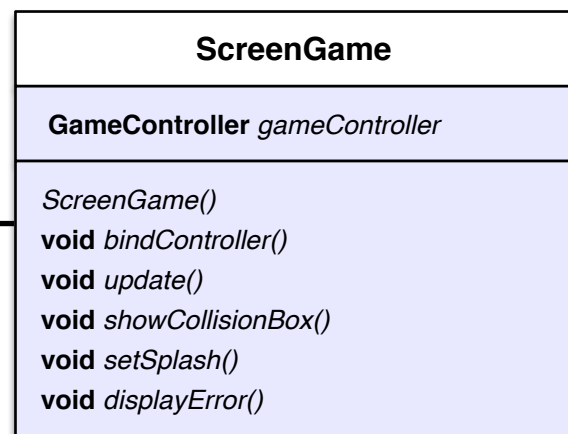 ScreenGame
GameController gameController
ScreenGame()
void bindController()
void update()
void showCollisionBox()
void setSplash()
void displayError()